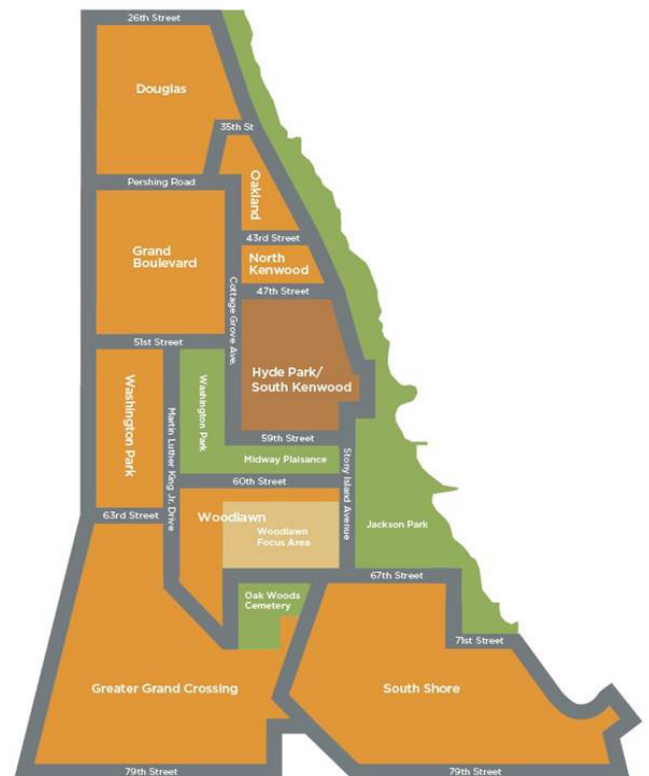 26th Street
Douglas
35th St
Oakland
Pershing Road
43rd Street
Grand
Boulevard
North
Kenwood
Cottage Grove Ave.
47th Street
51st Street
Hyde Park/
South Kenwood
Washington Park
Martin Luther King Jr. Drive
Washington Park
59th Street
Midway Plaisance
Stony Island Avenue
60th Street
63rd Street
Woodlawn
Woodlawn
Focus Area
Jackson Park
67th Street
Oak Woods
Cemetery
71st Street
Greater Grand Crossing
South Shore
79th Street
79th Street